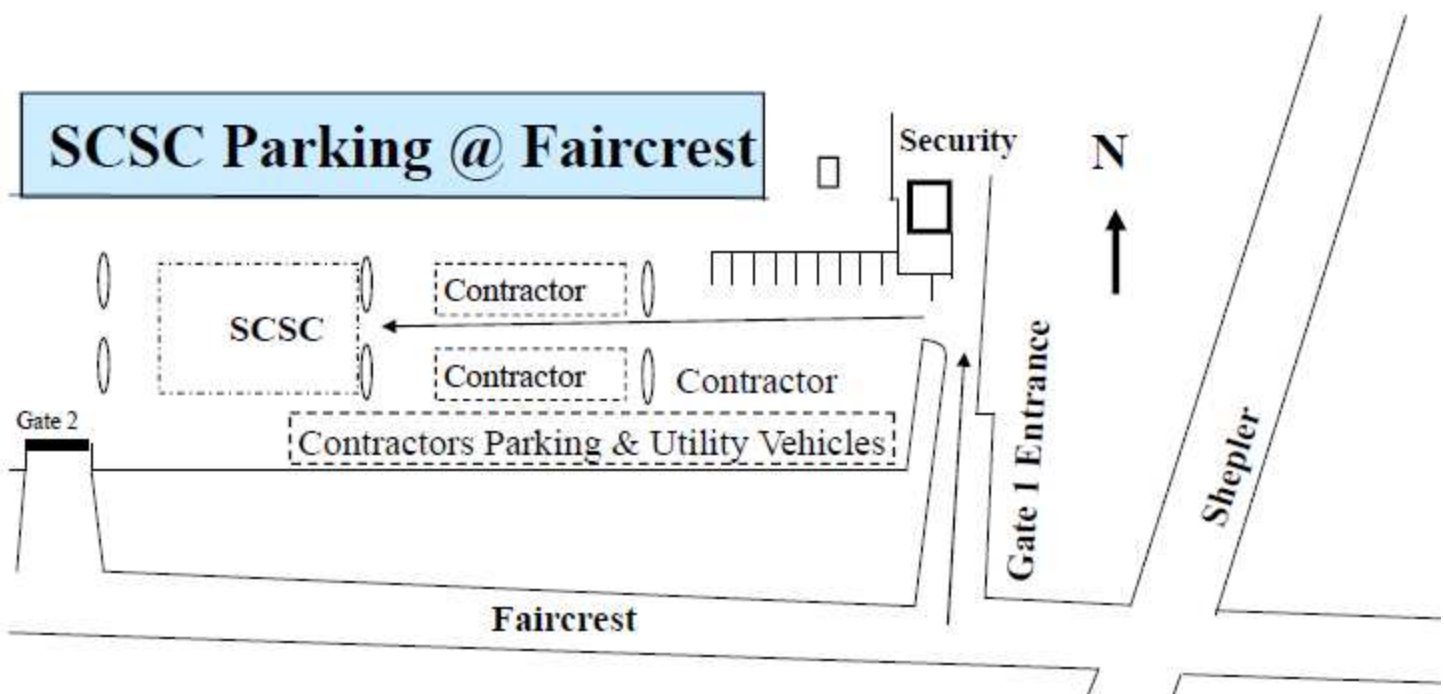 SCSC Parking @ Faircrest
Security
N
Contractor
SCSC
Contractor
Contractor
Gate 2
Contractors Parking & Utility Vehicles
Gate 1 Entrance
Shepler
Faircrest